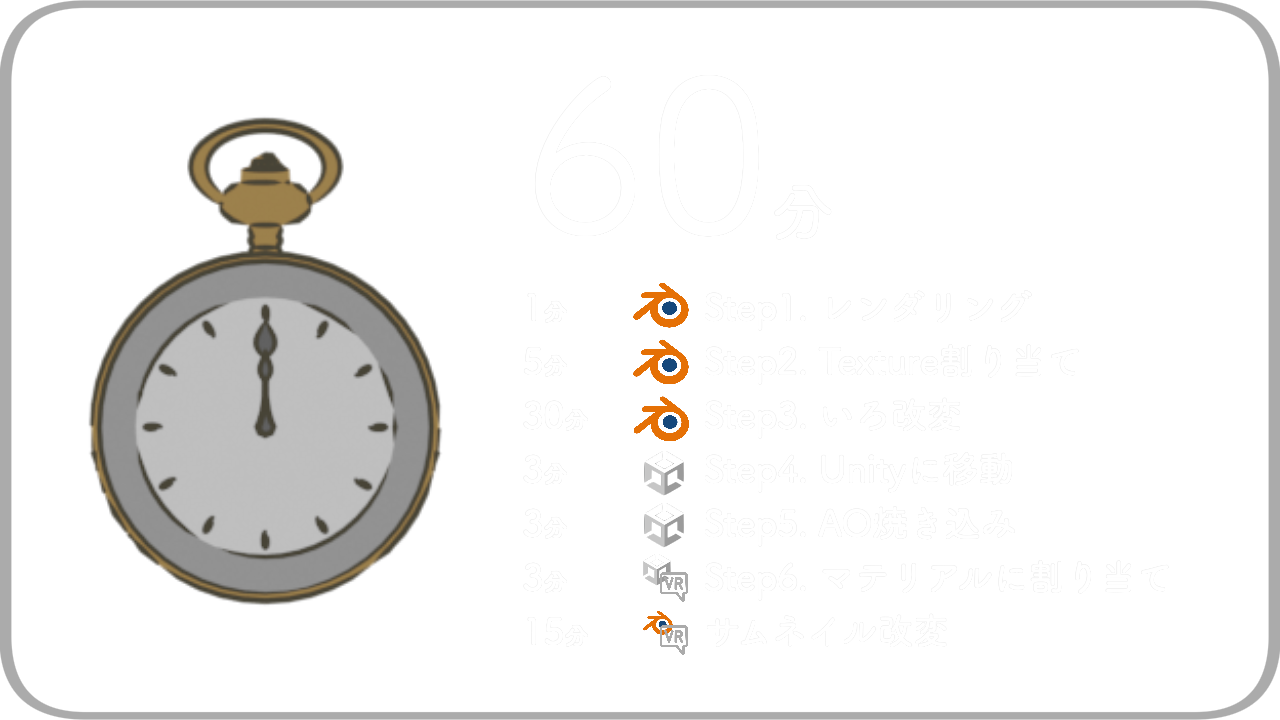 60分
1分 Step1. レンダリング
5分 Step2. Texture割り当て
30分 Step3. いろ改変
3分 Step4. Unityに移動
3分 Step5. AO焼き込み
3分 VR Step6. マテリアルに割り当て
15分 VR サムネイル改変